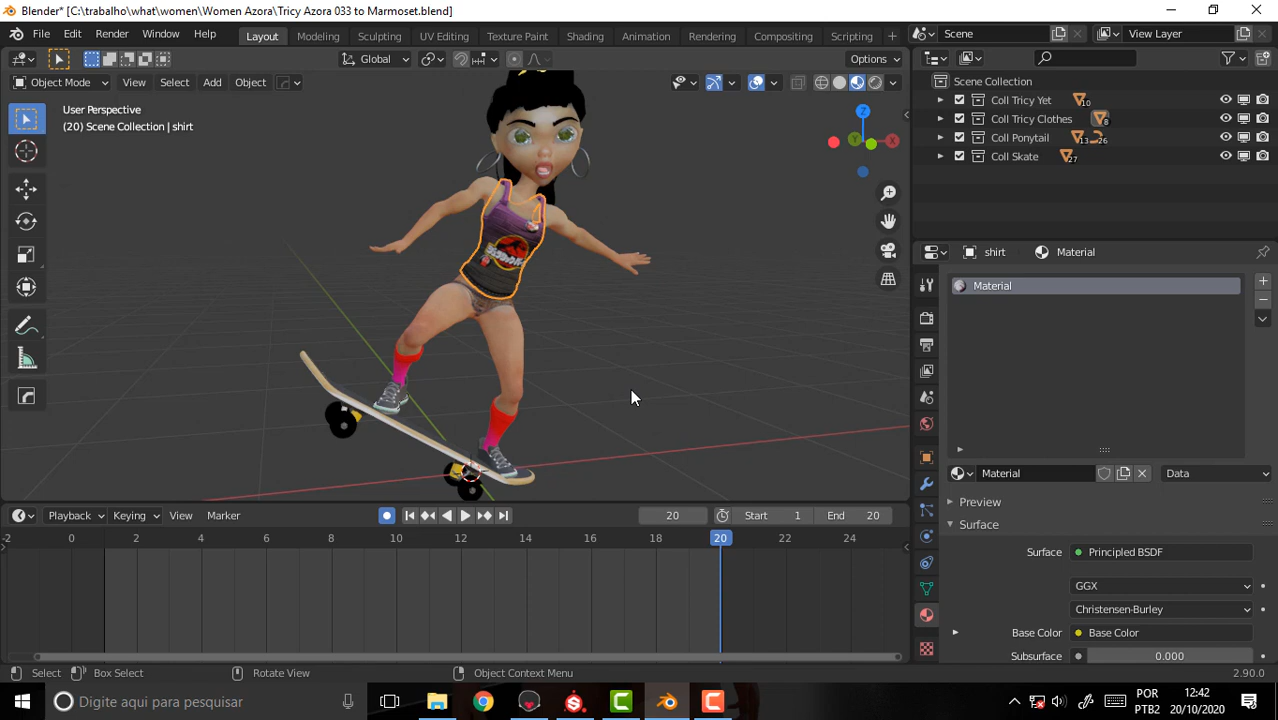 Blender* [C:\trabalho\what\women\Women Azora\Tricy Azora 033 to Marmoset.blend]
File Edit Render Window Help Layout Modeling Sculpting UV Editing Texture Paint Shading Animation Rendering Compositing Scripting Scene View Layer
Global Options
Object Mode View Select Add Object
User Perspective
(20) Scene Collection | shirt
Z
Y
X
Scene Collection
Coll Tricy Yet 10
Coll Tricy Clothes 8
Coll Ponytail 13 26
Coll Skate 27
shirt Material
Material
Material Data
Preview
Surface
Surface Principled BSDF
GGX
Christensen-Burley
Base Color Base Color
Subsurface 0.000
Playback Keying View Marker 20 Start 1 End 20
-2 0 2 4 6 8 10 12 14 16 18 20 22 24
Select Box Select Rotate View Object Context Menu 2.90.0
Digite aqui para pesquisar
POR
PTB2
12:42
20/10/2020